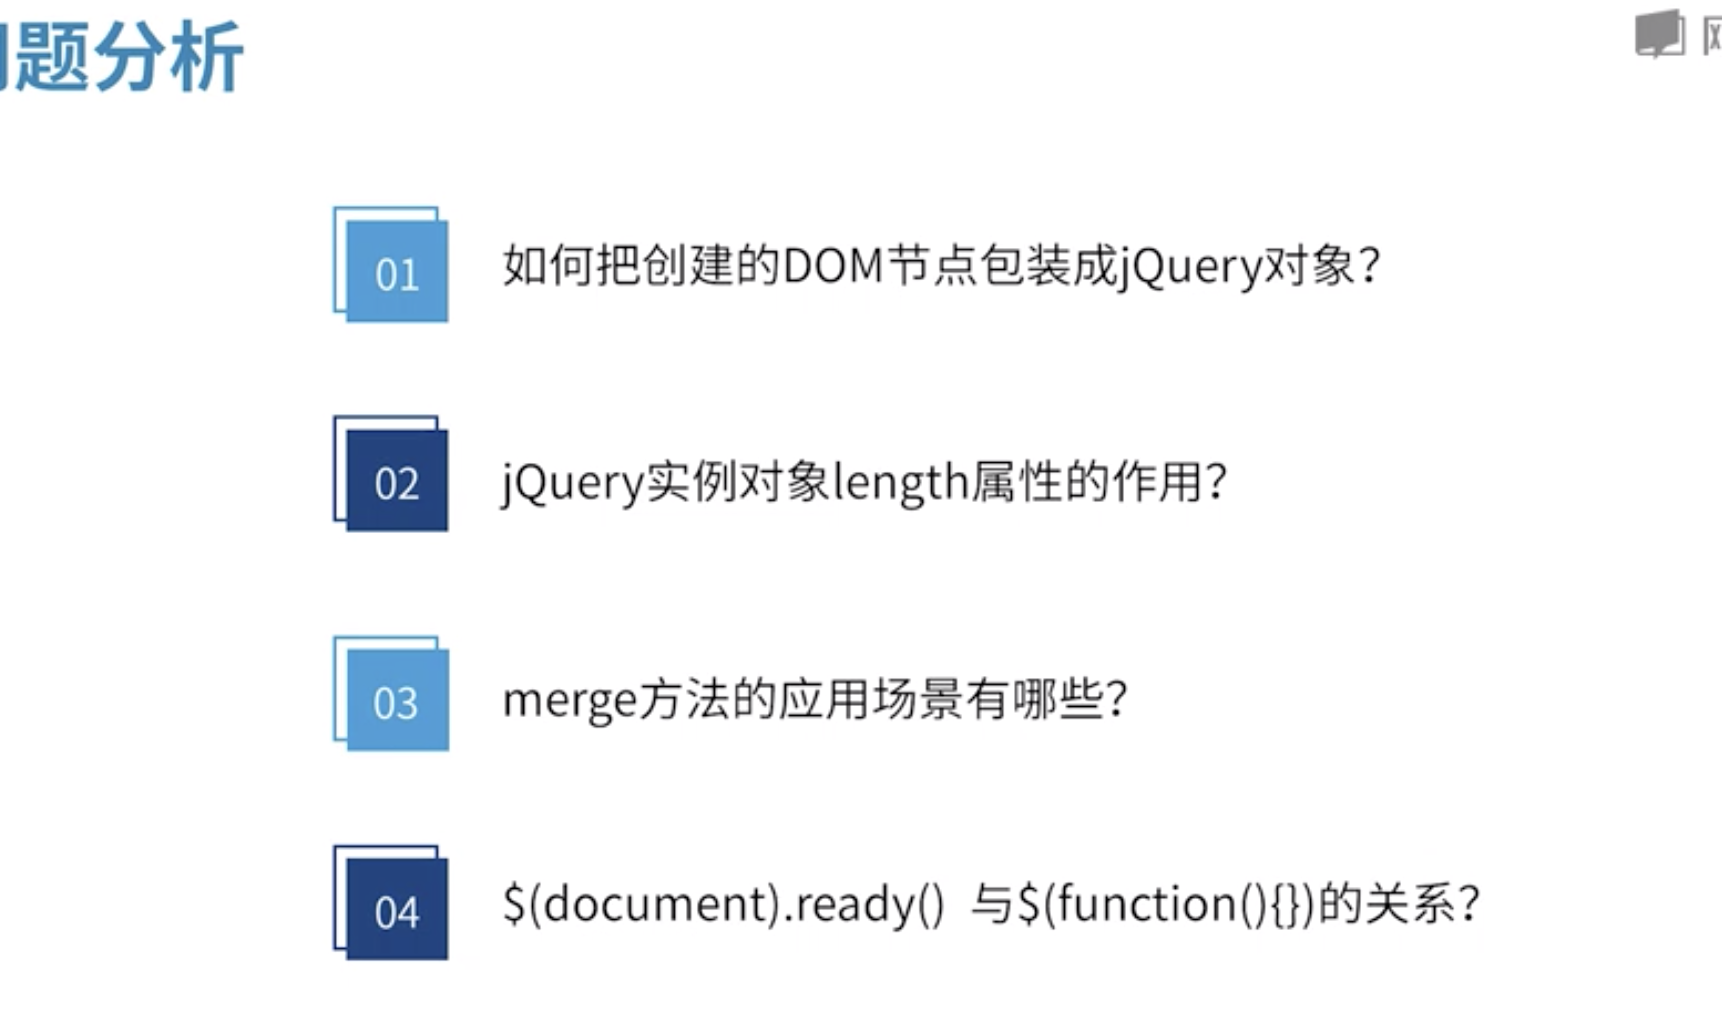 题分析
01
如何把创建的DOM节点包装成jQuery对象？
02
jQuery实例对象length属性的作用？
03
merge方法的应用场景有哪些？
04
$(document).ready() 与$(function(){})的关系？